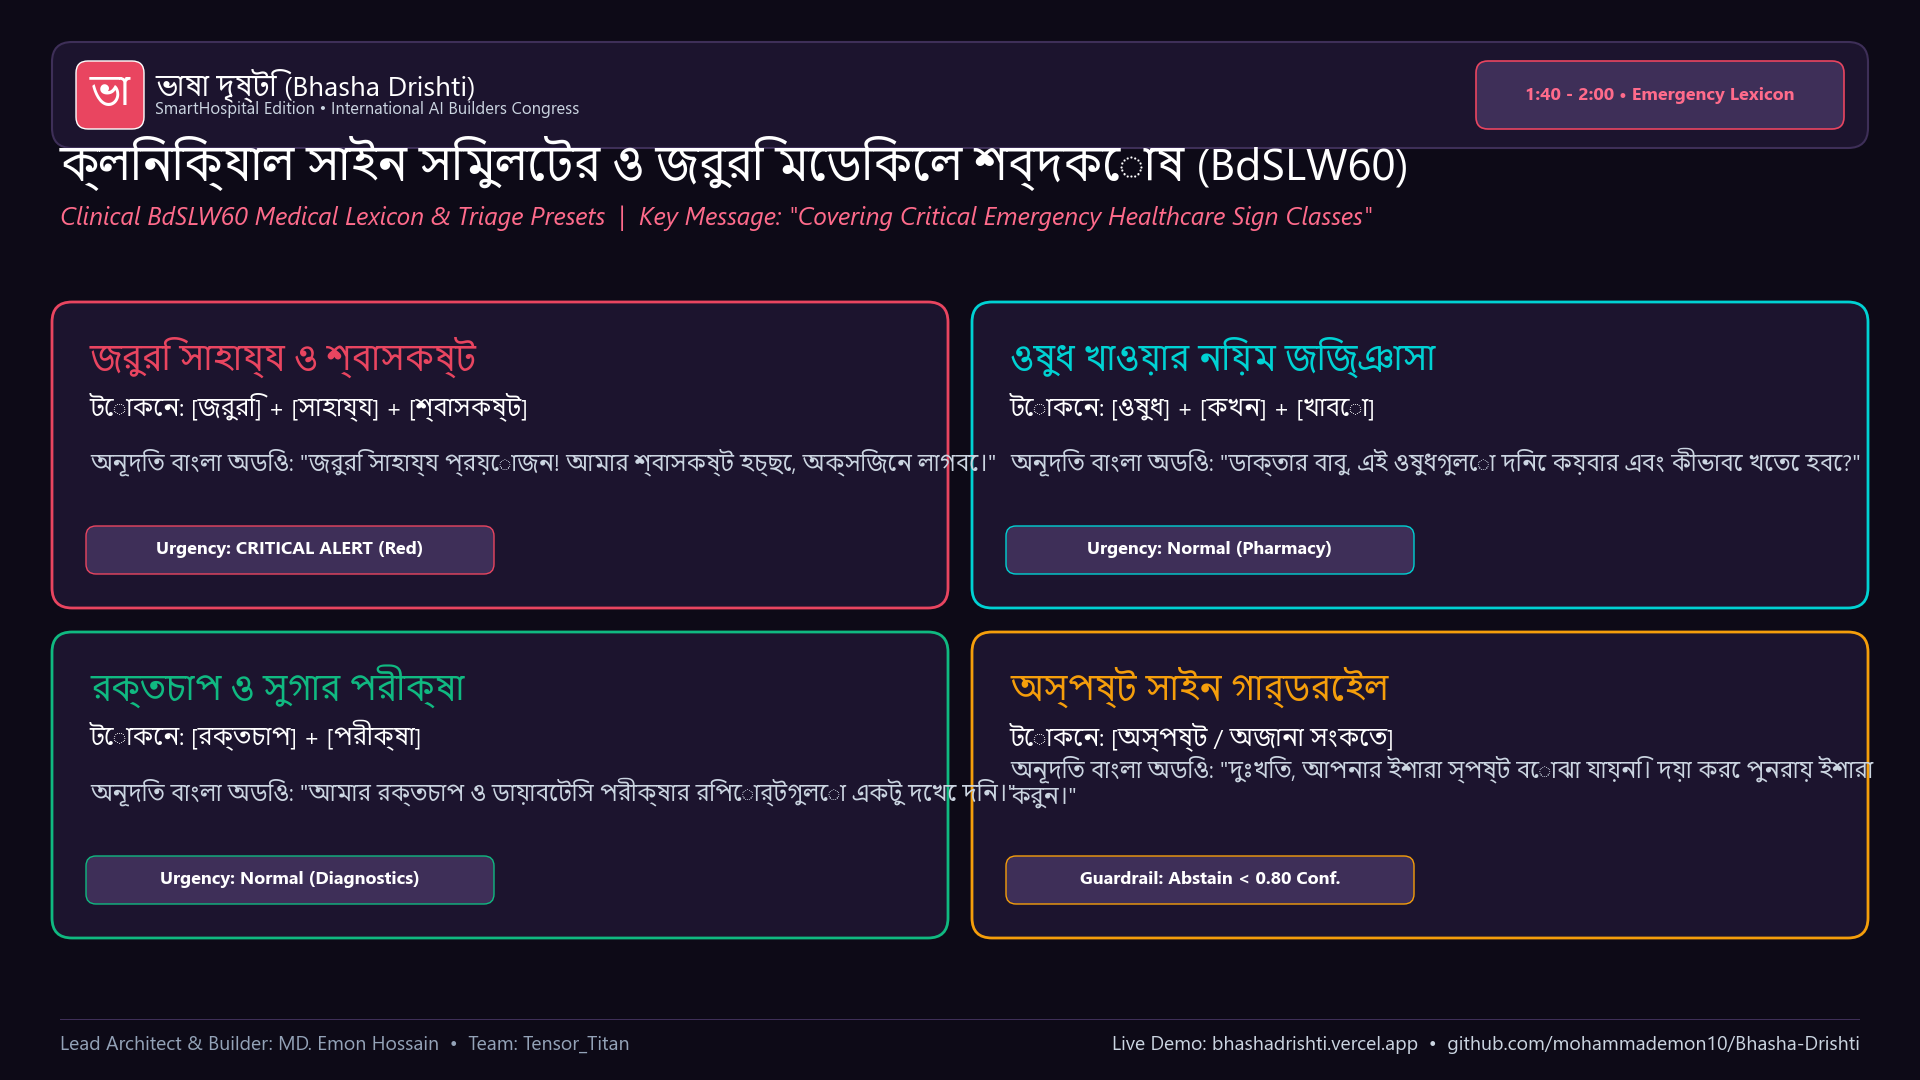 ভা
ভাষা দৃষ্টি (Bhasha Drishti)
SmartHospital Edition • International AI Builders Congress
1:40 - 2:00 • Emergency Lexicon
ক্লিনিক্যাল সাইন সিমুলেটর ও জরুরি মেডিকেল শব্দকোষ (BdSLW60)
Clinical BdSLW60 Medical Lexicon & Triage Presets | Key Message: "Covering Critical Emergency Healthcare Sign Classes"
জরুরি সাহায্য ও শ্বাসকষ্ট
টোকেন: [জরুরি] + [সাহায্য] + [শ্বাসকষ্ট]
অনূদিত বাংলা অডিও: "জরুরি সাহায্য প্রয়োজন! আমার শ্বাসকষ্ট হচ্ছে, অক্সিজেন লাগবে।"
Urgency: CRITICAL ALERT (Red)
ওষুধ খাওয়ার নিয়ম জিজ্ঞাসা
টোকেন: [ওষুধ] + [কখন] + [খাবো]
অনূদিত বাংলা অডিও: "ডাক্তার বাবু, এই ওষুধগুলো দিনে কয়বার এবং কীভাবে খেতে হবে?"
Urgency: Normal (Pharmacy)
রক্তচাপ ও সুগার পরীক্ষা
টোকেন: [রক্তচাপ] + [পরীক্ষা]
অনূদিত বাংলা অডিও: "আমার রক্তচাপ ও ডায়াবেটিস পরীক্ষার রিপোর্টগুলো একটু দেখে দিন।"
Urgency: Normal (Diagnostics)
অস্পষ্ট সাইন গার্ডরেইল
টোকেন: [অস্পষ্ট / অজানা সংকেত]
অনূদিত বাংলা অডিও: "দুঃখিত, আপনার ইশারা স্পষ্ট বোঝা যায়নি। দয়া করে পুনরায় ইশারা
করুন।"
Guardrail: Abstain < 0.80 Conf.
Lead Architect & Builder: MD. Emon Hossain • Team: Tensor_Titan
Live Demo: bhashadrishti.vercel.app • github.com/mohammademon10/Bhasha-Drishti